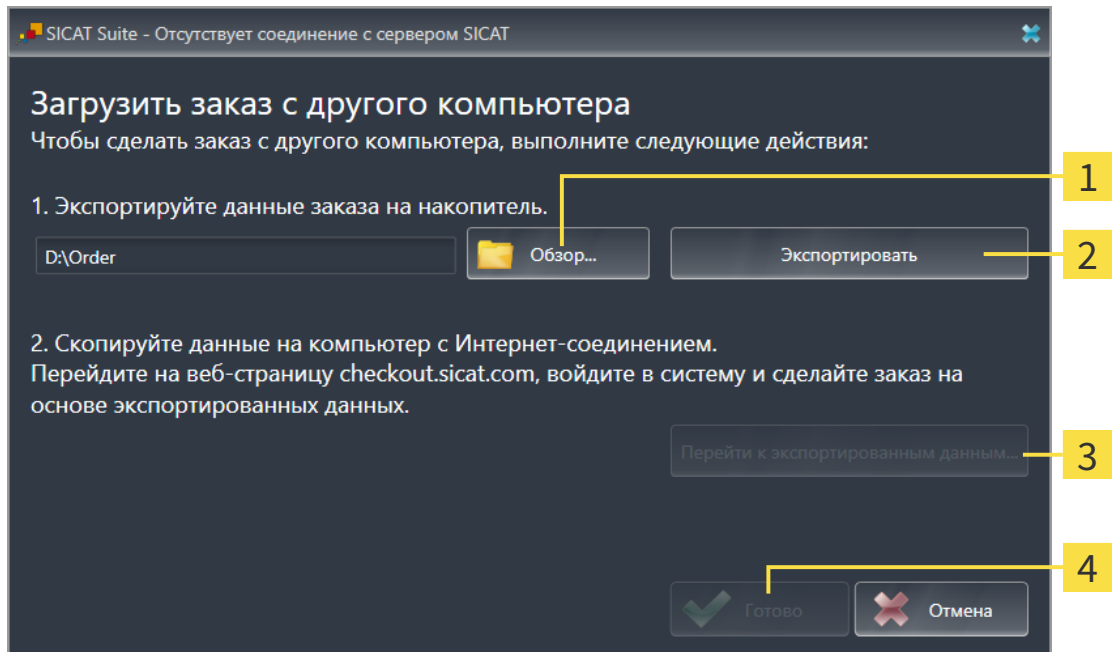 SICAT Suite - Отсутствует соединение с сервером SICAT
Загрузить заказ с другого компьютера
Чтобы сделать заказ с другого компьютера, выполните следующие действия:
1
1. Экспортируйте данные заказа на накопитель.
D:\Order
Обзор...
Экспортировать
2
2. Скопируйте данные на компьютер с Интернет-соединением.
Перейдите на веб-страницу checkout.sicat.com, войдите в систему и сделайте заказ на
основе экспортированных данных.
Перейти к экспортированным данным...
3
4
Готово
Отмена